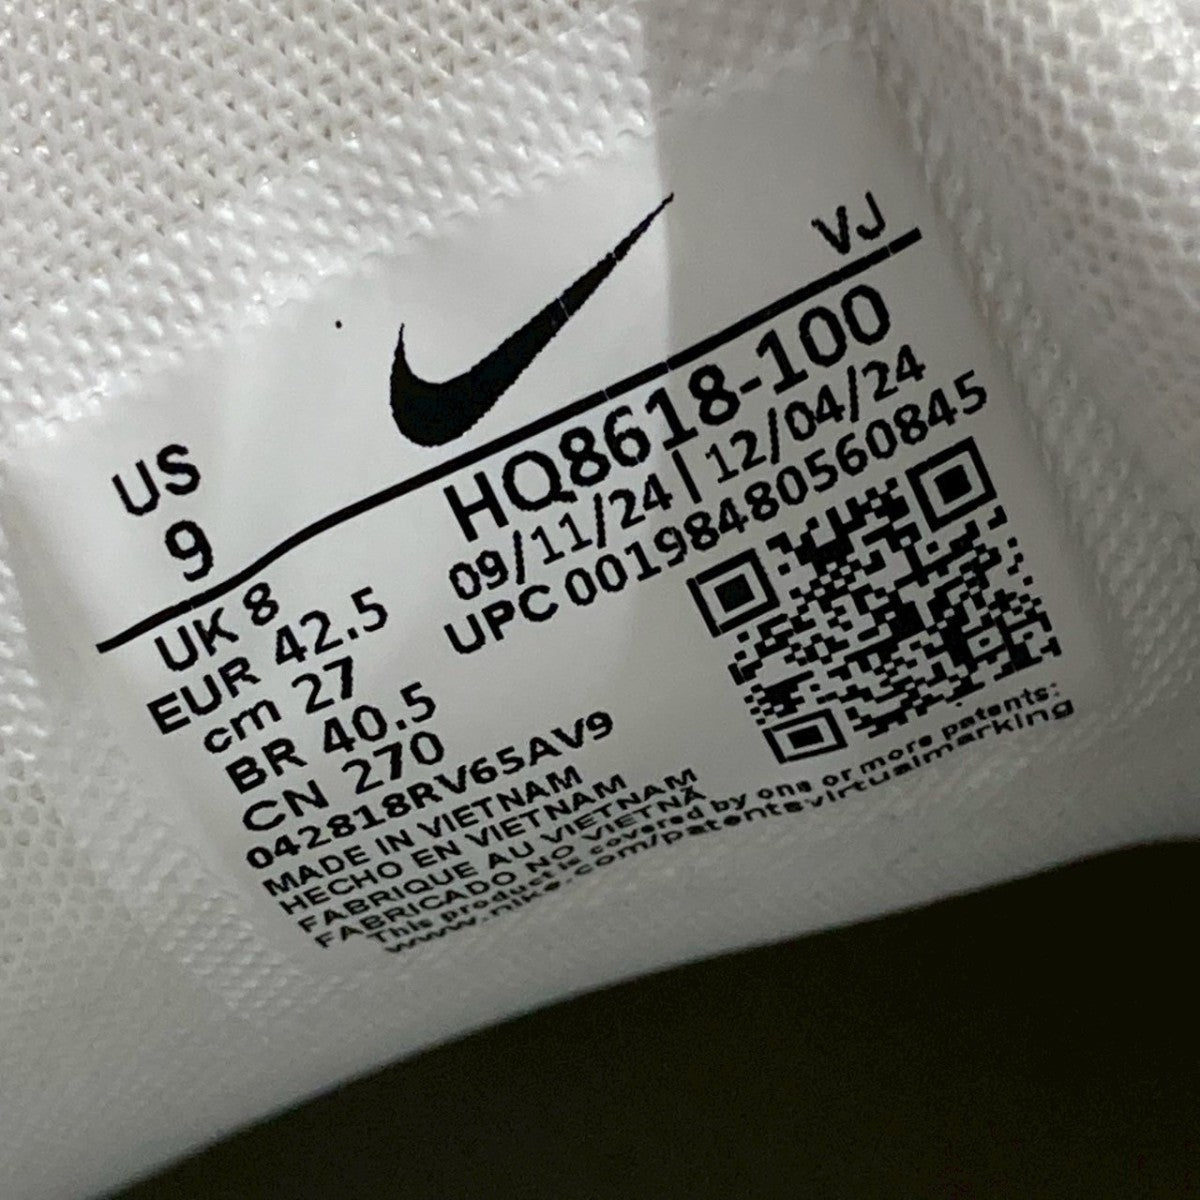 VJ
US
9
HQ8618-100
09/11/24 | 12/04/24
UPC 00198480560845
UK 8
EUR 42.5
cm 27
BR 40.5
CN 270
042818RV65AV9
MADE IN VIETNAM
HECHO EN VIETNAM
FABRIQUE AU VIETNAM
FABRICADO NO VIETNÃ
This product is covered by one or more patents:
www.nike.com/patentsvirtualmarking